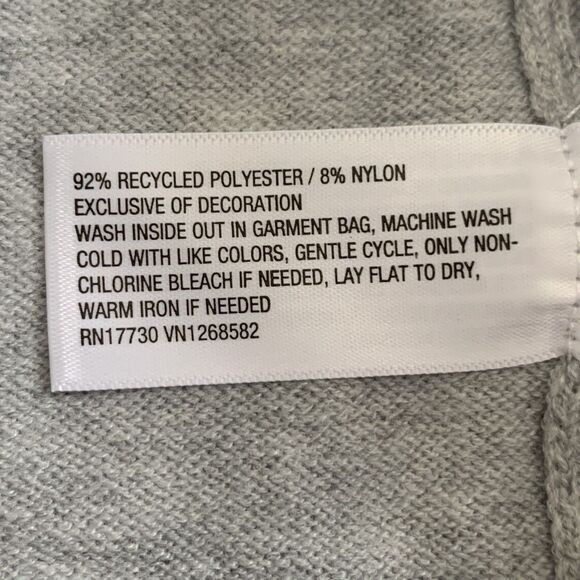 92% RECYCLED POLYESTER / 8% NYLON
EXCLUSIVE OF DECORATION
WASH INSIDE OUT IN GARMENT BAG, MACHINE WASH
COLD WITH LIKE COLORS, GENTLE CYCLE, ONLY NON-
CHLORINE BLEACH IF NEEDED, LAY FLAT TO DRY,
WARM IRON IF NEEDED
RN17730 VN1268582